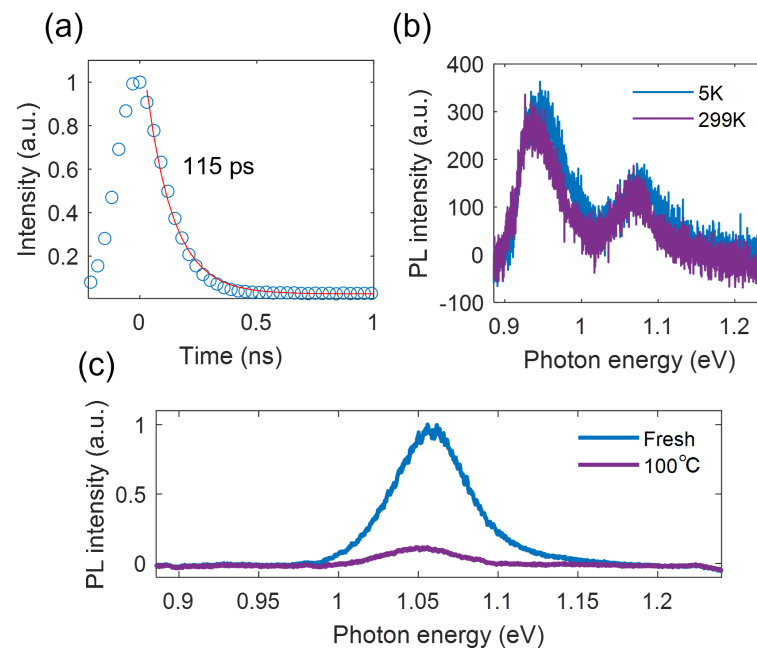 (a)
Intensity (a.u.)
1
0.8
0.6
0.4
0.2
115 ps
0
0.5
1
Time (ns)
(b)
PL intensity (a.u.)
400
300
200
100
0
-100
5K
299K
0.9
1
1.1
1.2
Photon energy (eV)
(c)
PL intensity (a.u.)
1
0.5
0
Fresh
100°C
0.9
0.95
1
1.05
1.10
1.15
1.2
Photon energy (eV)